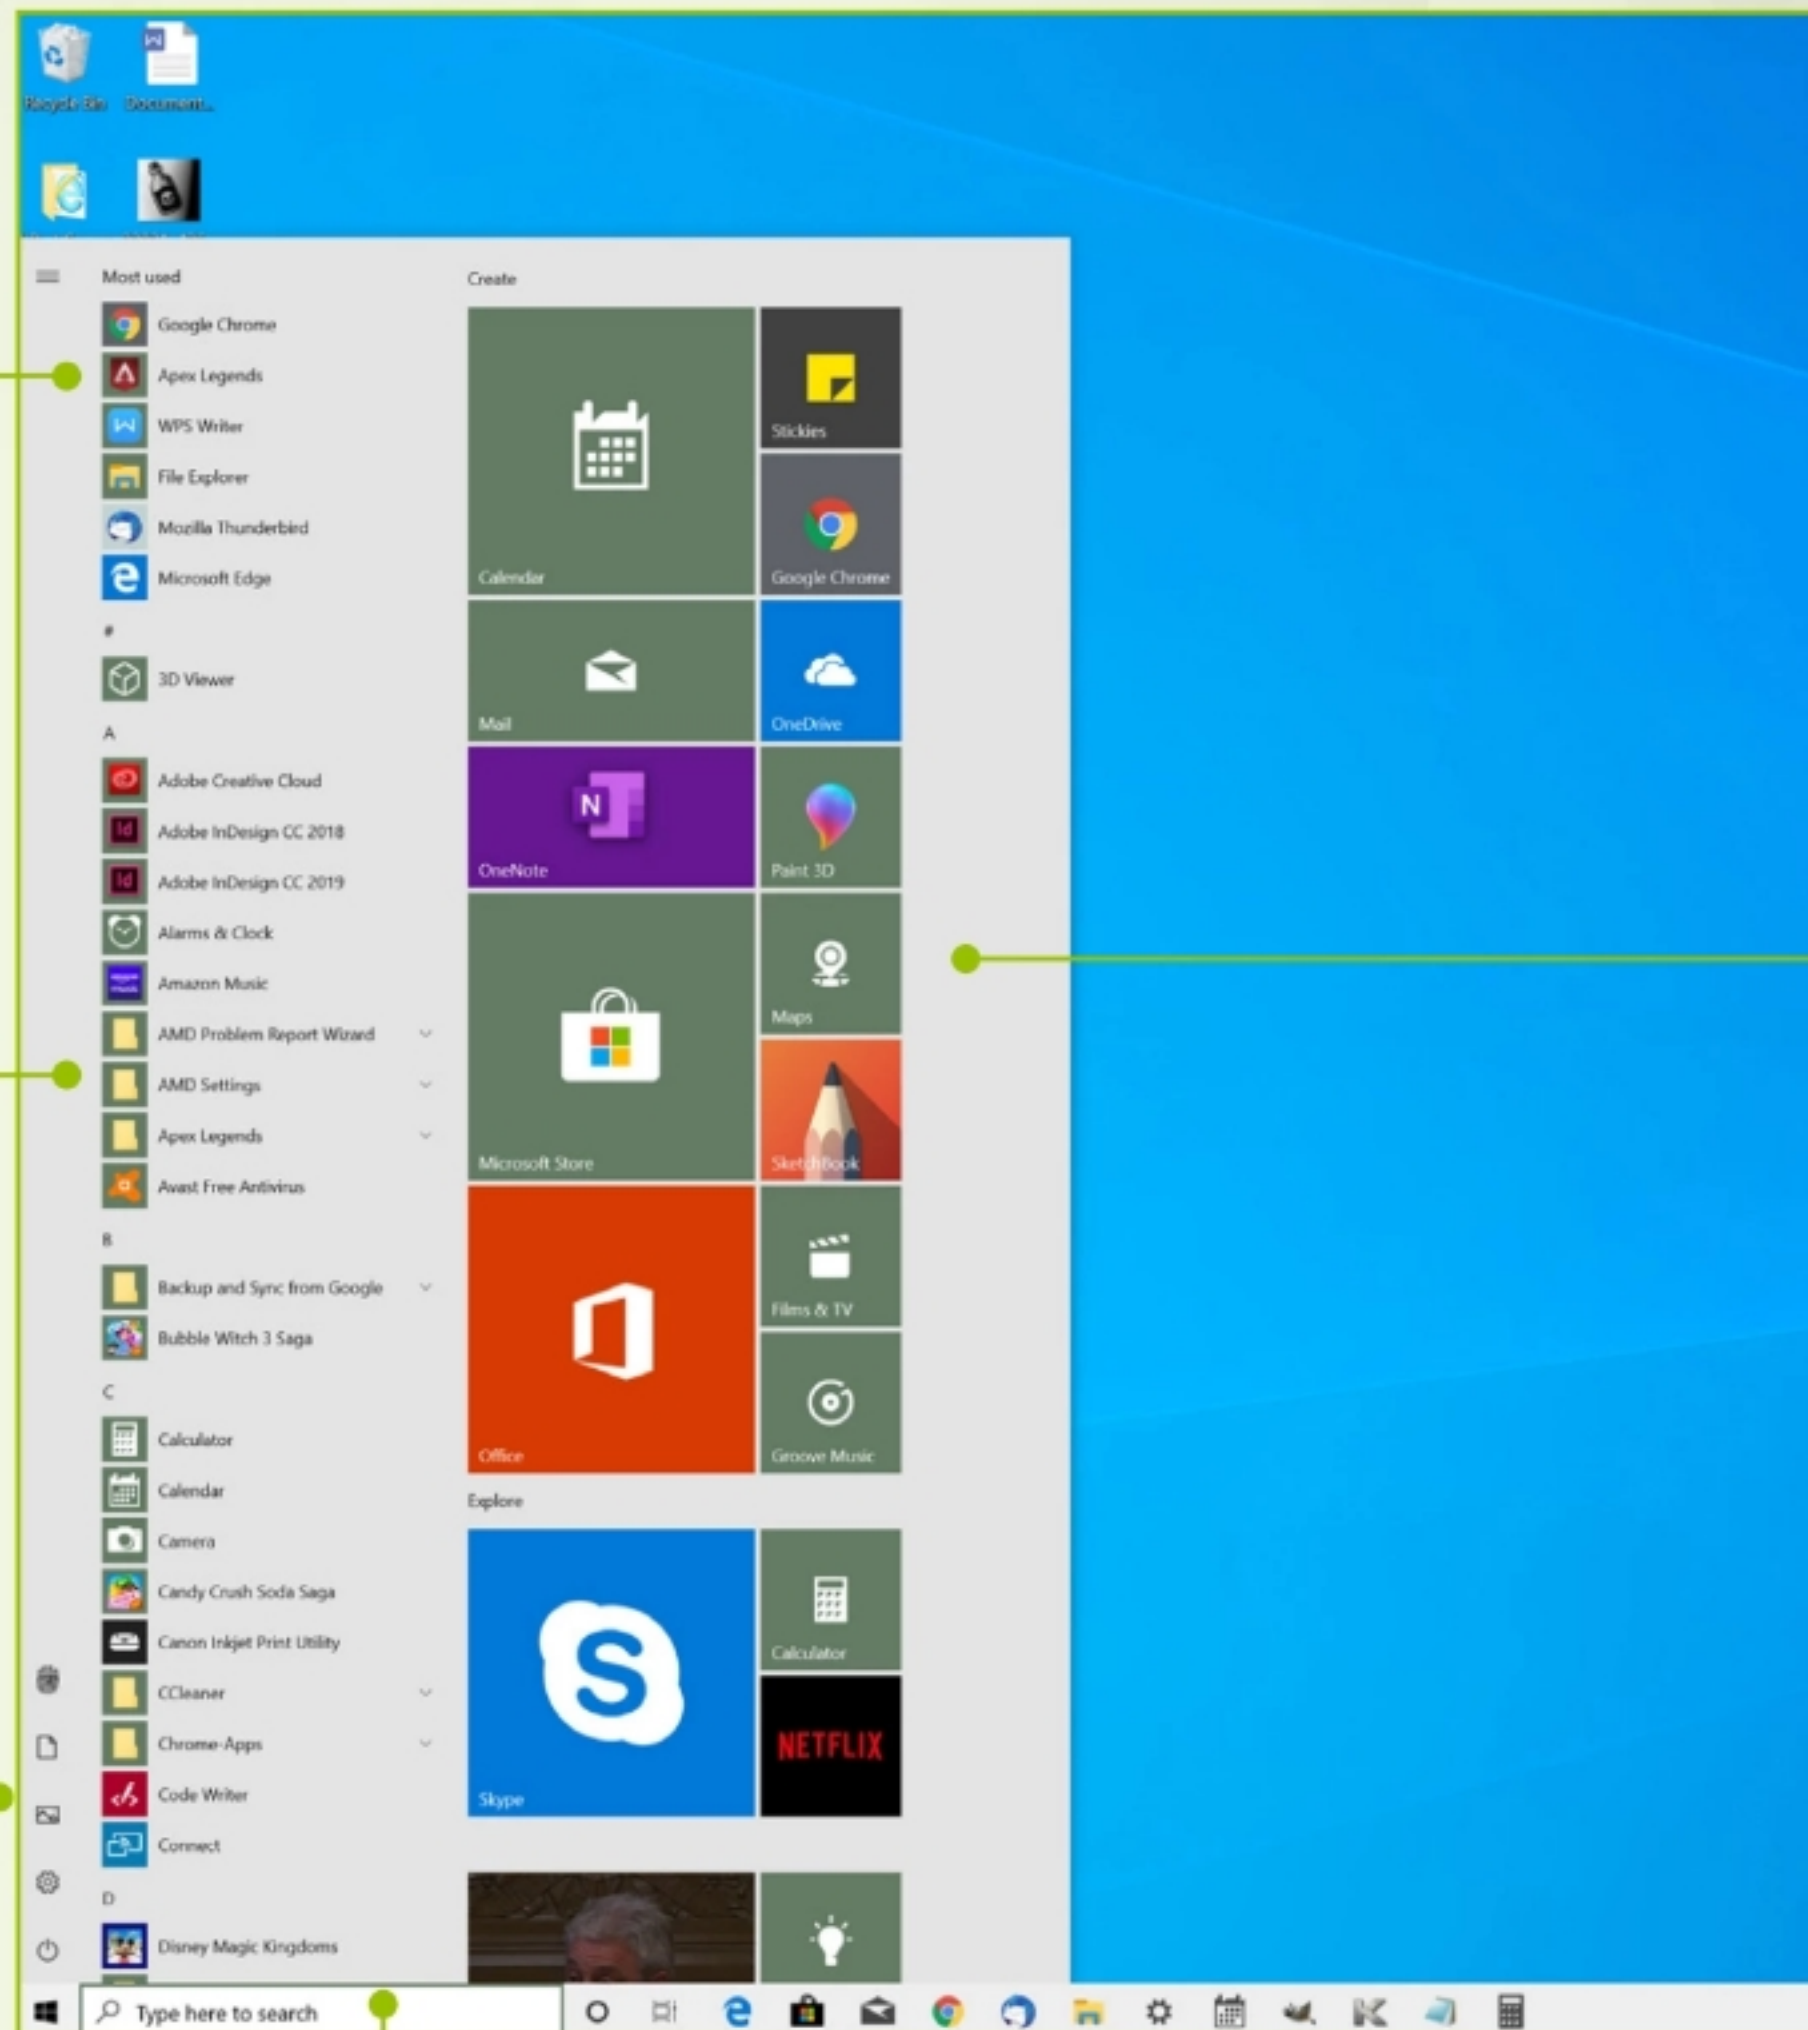 Recycle Bin
Document...
Most used
Google Chrome
Apex Legends
WPS Writer
File Explorer
Mozilla Thunderbird
Microsoft Edge
#
3D Viewer
A
Adobe Creative Cloud
Adobe InDesign CC 2018
Adobe InDesign CC 2019
Alarms & Clock
Amazon Music
AMD Problem Report Wizard
AMD Settings
Apex Legends
Avast Free Antivirus
B
Backup and Sync from Google
Bubble Witch 3 Saga
C
Calculator
Calendar
Camera
Candy Crush Soda Saga
Canon Inkjet Print Utility
CCleaner
Chrome-Apps
Code Writer
Connect
D
Disney Magic Kingdoms
Create
Calendar
Stickies
Google Chrome
Mail
OneDrive
N
OneNote
Paint 3D
Microsoft Store
Maps
SketchBook
Office
Films & TV
Groove Music
Explore
S
Skype
Calculator
NETFLIX
Type here to search